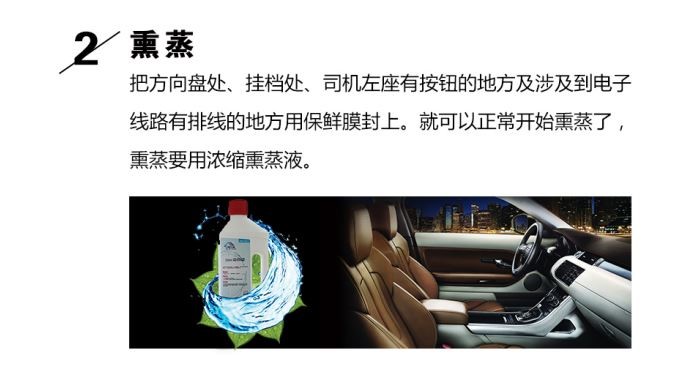 2 熏蒸
把方向盘处、挂档处、司机左座有按钮的地方及涉及到电子
线路有排线的地方用保鲜膜封上。就可以正常开始熏蒸了，
熏蒸要用浓缩熏蒸液。